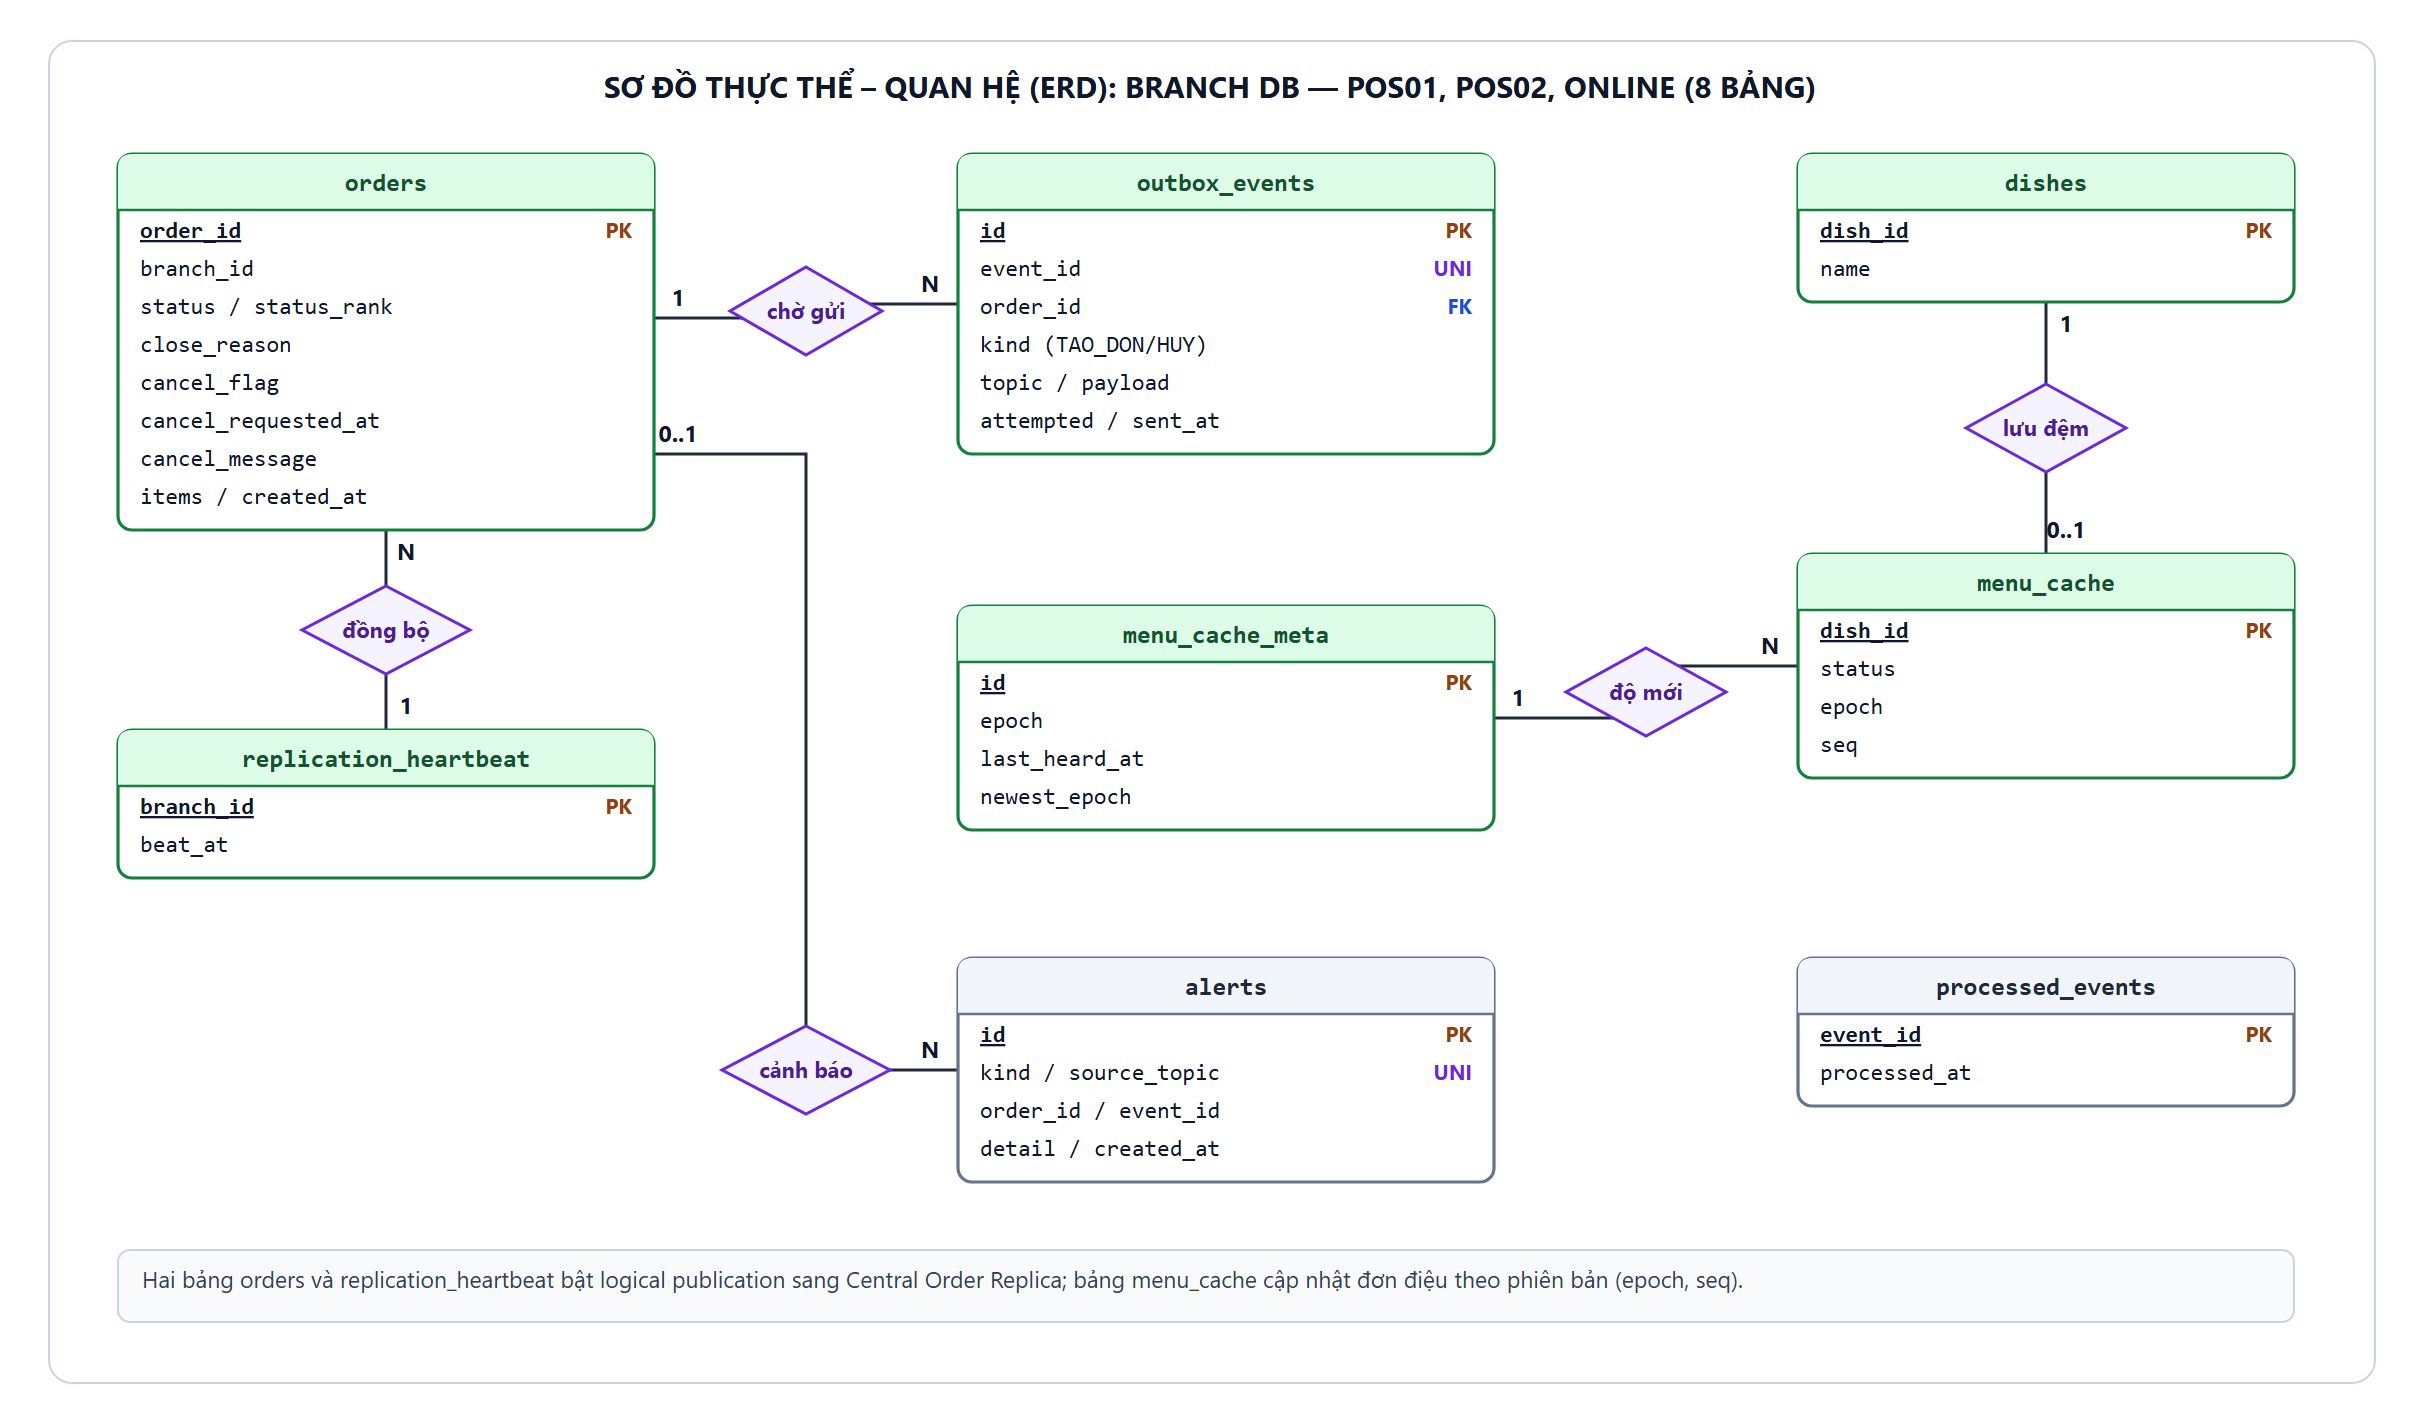 SƠ ĐỒ THỰC THỂ – QUAN HỆ (ERD): BRANCH DB — POS01, POS02, ONLINE (8 BẢNG)
orders
order_id PK
branch_id
status / status_rank
close_reason
cancel_flag
cancel_requested_at
cancel_message
items / created_at
1
chờ gửi
N
0..1
outbox_events
id PK
event_id UNI
order_id FK
kind (TAO_DON/HUY)
topic / payload
attempted / sent_at
dishes
dish_id PK
name
1
lưu đệm
0..1
N
đồng bộ
1
replication_heartbeat
branch_id PK
beat_at
menu_cache_meta
id PK
epoch
last_heard_at
newest_epoch
1
độ mới
N
menu_cache
dish_id PK
status
epoch
seq
cảnh báo
N
alerts
id PK
kind / source_topic UNI
order_id / event_id
detail / created_at
processed_events
event_id PK
processed_at
Hai bảng orders và replication_heartbeat bật logical publication sang Central Order Replica; bảng menu_cache cập nhật đơn điệu theo phiên bản (epoch, seq).